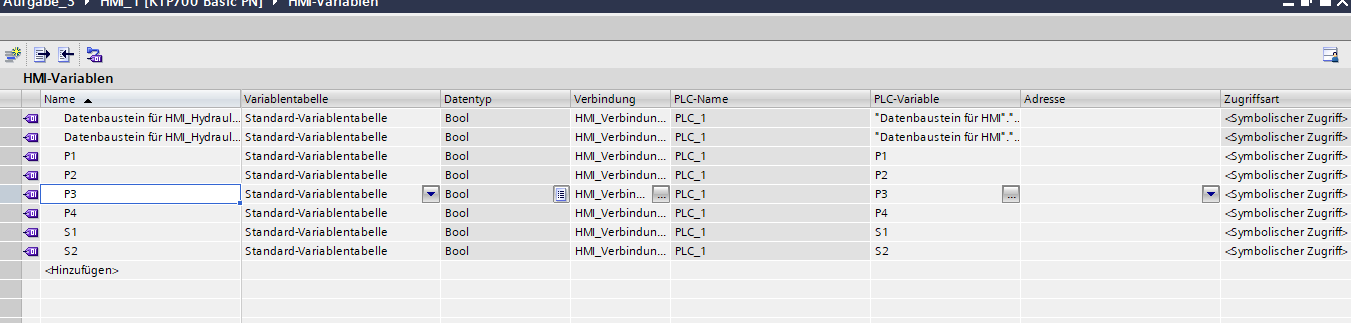 Aufgabe_3 ▸ HMI_1 [KTP700 Basic PN] ▸ HMI-Variablen
HMI-Variablen
Name Variablentabelle Datentyp Verbindung PLC-Name PLC-Variable Adresse Zugriffsart
Datenbaustein für HMI_Hydraul... Standard-Variablentabelle Bool HMI_Verbindun... PLC_1 "Datenbaustein für HMI"."... <Symbolischer Zugriff>
Datenbaustein für HMI_Hydraul... Standard-Variablentabelle Bool HMI_Verbindun... PLC_1 "Datenbaustein für HMI"."... <Symbolischer Zugriff>
P1 Standard-Variablentabelle Bool HMI_Verbindun... PLC_1 P1 <Symbolischer Zugriff>
P2 Standard-Variablentabelle Bool HMI_Verbindun... PLC_1 P2 <Symbolischer Zugriff>
P3 Standard-Variablentabelle Bool HMI_Verbin... ... PLC_1 P3 ... <Symbolischer Zugriff>
P4 Standard-Variablentabelle Bool HMI_Verbindun... PLC_1 P4 <Symbolischer Zugriff>
S1 Standard-Variablentabelle Bool HMI_Verbindun... PLC_1 S1 <Symbolischer Zugriff>
S2 Standard-Variablentabelle Bool HMI_Verbindun... PLC_1 S2 <Symbolischer Zugriff>
<Hinzufügen>